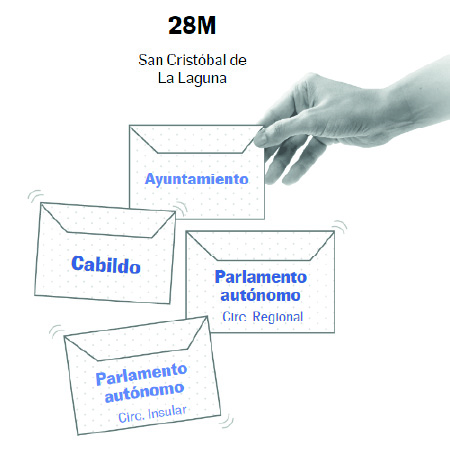 28M
San Cristóbal de
La Laguna
Ayuntamiento
Cabildo
Parlamento
autónomo
Circ. Regional
Parlamento
autónomo
Circ. Insular